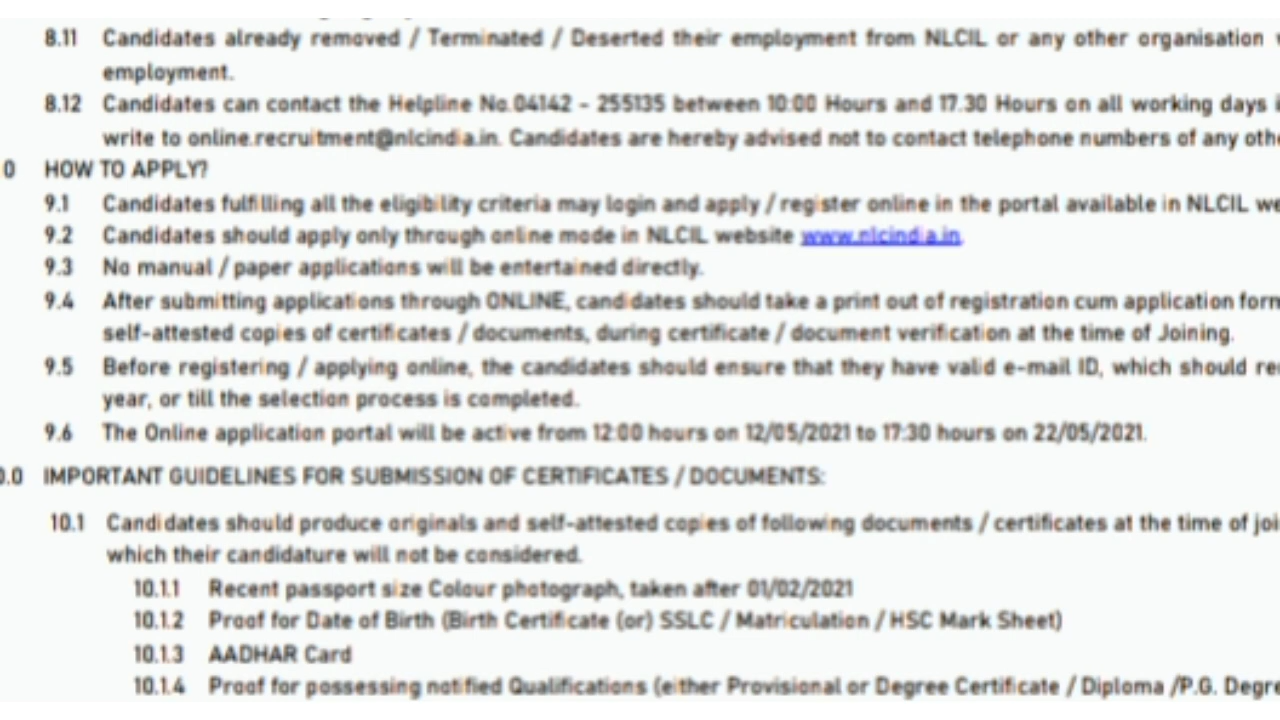 8.11 Candidates already removed / Terminated / Deserted their employment from NLCIL or any other organisation
employment.
8.12 Candidates can contact the Helpline No.04142 - 255135 between 10:00 Hours and 17.30 Hours on all working days
write to online.recruitment@nlcindia.in. Candidates are hereby advised not to contact telephone numbers of any oth
0 HOW TO APPLY?
9.1 Candidates fulfilling all the eligibility criteria may login and apply / register online in the portal available in NLCIL we
9.2 Candidates should apply only through online mode in NLCIL website www.nlcindia.in.
9.3 No manual / paper applications will be entertained directly.
9.4 After submitting applications through ONLINE, candidates should take a print out of registration cum application form
self-attested copies of certificates / documents, during certificate / document verification at the time of Joining.
9.5 Before registering / applying online, the candidates should ensure that they have valid e-mail ID, which should re
year, or till the selection process is completed.
9.6 The Online application portal will be active from 12:00 hours on 12/05/2021 to 17:30 hours on 22/05/2021.
0.0 IMPORTANT GUIDELINES FOR SUBMISSION OF CERTIFICATES / DOCUMENTS:
10.1 Candidates should produce originals and self-attested copies of following documents / certificates at the time of joi
which their candidature will not be considered.
10.1.1 Recent passport size Colour photograph, taken after 01/02/2021
10.1.2 Proof for Date of Birth (Birth Certificate (or) SSLC / Matriculation / HSC Mark Sheet)
10.1.3 AADHAR Card
10.1.4 Proof for possessing notified Qualifications (either Provisional or Degree Certificate / Diploma /P.G. Degre